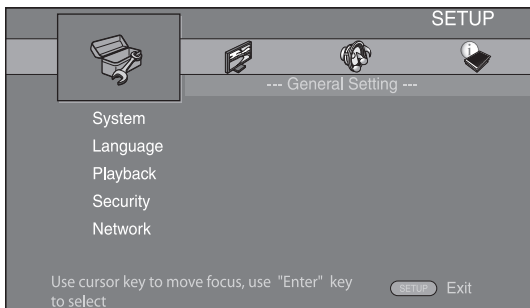 SETUP
--- General Setting ---
System
Language
Playback
Security
Network
Use cursor key to move focus, use "Enter" key
to select
SETUP Exit